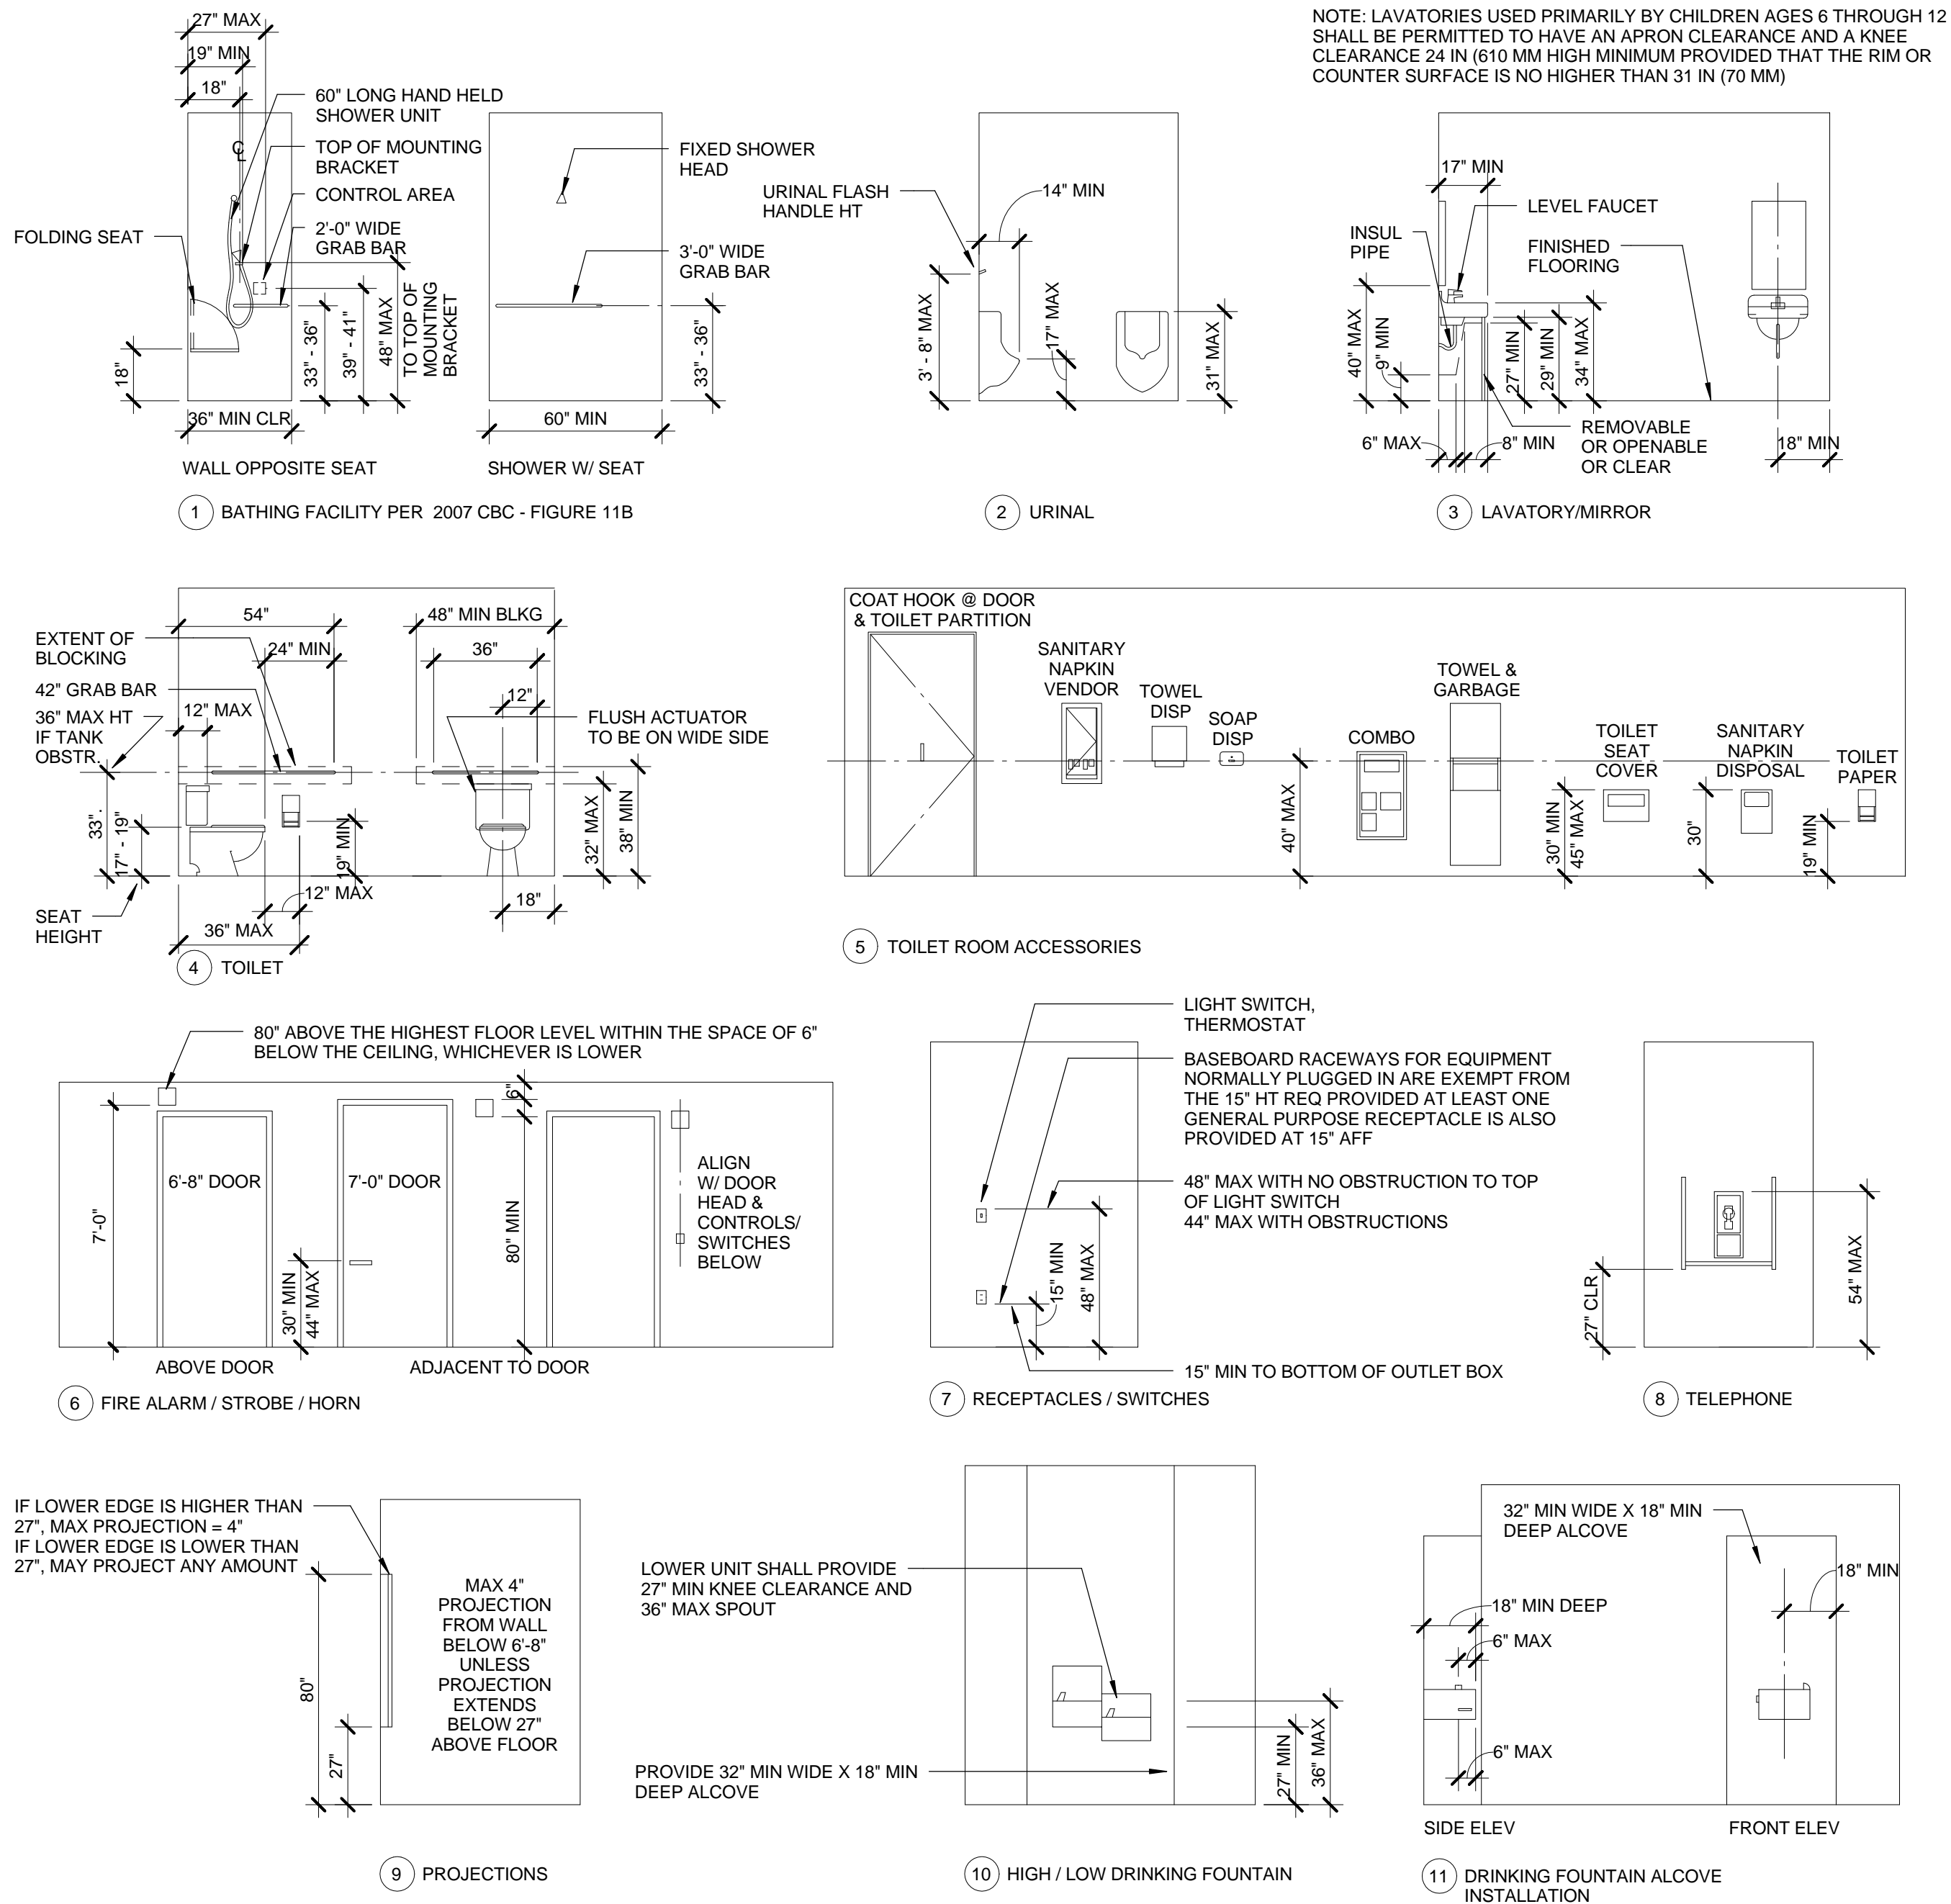 NOTE: LAVATORIES USED PRIMARILY BY CHILDREN AGES 6 THROUGH 12
SHALL BE PERMITTED TO HAVE AN APRON CLEARANCE AND A KNEE
CLEARANCE 24 IN (610 MM HIGH MINIMUM PROVIDED THAT THE RIM OR
COUNTER SURFACE IS NO HIGHER THAN 31 IN (70 MM)
27" MAX
19" MIN
18"
60" LONG HAND HELD
SHOWER UNIT
TOP OF MOUNTING
BRACKET
CONTROL AREA
2'-0" WIDE
GRAB BAR
FOLDING SEAT
CL
18"
33" - 36"
39" - 41"
48" MAX
TO TOP OF
MOUNTING
BRACKET
36" MIN CLR
WALL OPPOSITE SEAT
FIXED SHOWER
HEAD
3'-0" WIDE
GRAB BAR
33" - 36"
60" MIN
SHOWER W/ SEAT
1 BATHING FACILITY PER 2007 CBC - FIGURE 11B
URINAL FLASH
HANDLE HT
14" MIN
3' - 8" MAX
17" MAX
31" MAX
2 URINAL
17" MIN
LEVEL FAUCET
INSUL
PIPE
FINISHED
FLOORING
40" MAX
9" MIN
27" MIN
29" MIN
34" MAX
6" MAX
8" MIN
REMOVABLE
OR OPENABLE
OR CLEAR
18" MIN
3 LAVATORY/MIRROR
54"
24" MIN
EXTENT OF
BLOCKING
42" GRAB BAR
36" MAX HT
IF TANK
OBSTR.
12" MAX
33" .
17" - 19"
19" MIN
12" MAX
36" MAX
SEAT
HEIGHT
48" MIN BLKG
36"
12"
FLUSH ACTUATOR
TO BE ON WIDE SIDE
32" MAX
38" MIN
18"
4 TOILET
COAT HOOK @ DOOR
& TOILET PARTITION
SANITARY
NAPKIN
VENDOR
TOWEL
DISP
SOAP
DISP
40" MAX
COMBO
TOWEL &
GARBAGE
TOILET
SEAT
COVER
30" MIN
45" MAX
SANITARY
NAPKIN
DISPOSAL
30"
TOILET
PAPER
19" MIN
5 TOILET ROOM ACCESSORIES
80" ABOVE THE HIGHEST FLOOR LEVEL WITHIN THE SPACE OF 6"
BELOW THE CEILING, WHICHEVER IS LOWER
7'-0"
6'-8" DOOR
30" MIN
44" MAX
7'-0" DOOR
6"
80" MIN
ALIGN
W/ DOOR
HEAD &
CONTROLS/
SWITCHES
BELOW
ABOVE DOOR
ADJACENT TO DOOR
6 FIRE ALARM / STROBE / HORN
LIGHT SWITCH,
THERMOSTAT
BASEBOARD RACEWAYS FOR EQUIPMENT
NORMALLY PLUGGED IN ARE EXEMPT FROM
THE 15" HT REQ PROVIDED AT LEAST ONE
GENERAL PURPOSE RECEPTACLE IS ALSO
PROVIDED AT 15" AFF
48" MAX WITH NO OBSTRUCTION TO TOP
OF LIGHT SWITCH
44" MAX WITH OBSTRUCTIONS
15" MIN
48" MAX
15" MIN TO BOTTOM OF OUTLET BOX
7 RECEPTACLES / SWITCHES
27" CLR
54" MAX
8 TELEPHONE
IF LOWER EDGE IS HIGHER THAN
27", MAX PROJECTION = 4"
IF LOWER EDGE IS LOWER THAN
27", MAY PROJECT ANY AMOUNT
80"
27"
MAX 4"
PROJECTION
FROM WALL
BELOW 6'-8"
UNLESS
PROJECTION
EXTENDS
BELOW 27"
ABOVE FLOOR
9 PROJECTIONS
LOWER UNIT SHALL PROVIDE
27" MIN KNEE CLEARANCE AND
36" MAX SPOUT
PROVIDE 32" MIN WIDE X 18" MIN
DEEP ALCOVE
27" MIN
36" MAX
10 HIGH / LOW DRINKING FOUNTAIN
32" MIN WIDE X 18" MIN
DEEP ALCOVE
18" MIN
18" MIN DEEP
6" MAX
6" MAX
SIDE ELEV
FRONT ELEV
11 DRINKING FOUNTAIN ALCOVE
INSTALLATION